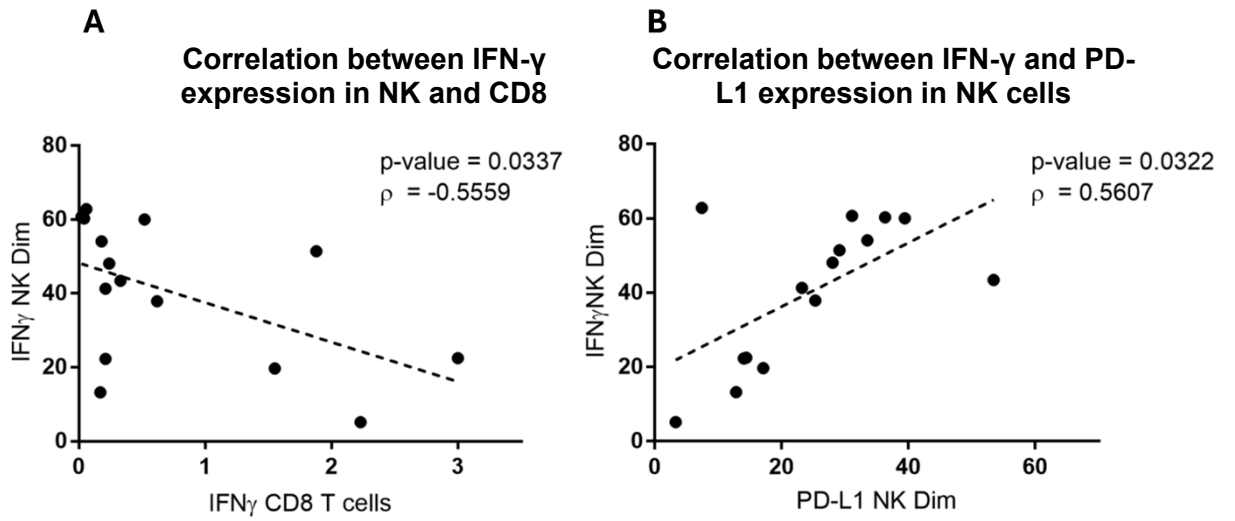 A
Correlation between IFN-γ
expression in NK and CD8
p-value = 0.0337
ρ = -0.5559
80
60
40
20
0
IFNγ NK Dim
0 1 2 3
IFNγ CD8 T cells
B
Correlation between IFN-γ and PD-
L1 expression in NK cells
p-value = 0.0322
ρ = 0.5607
80
60
40
20
0
IFNγNK Dim
0 20 40 60
PD-L1 NK Dim